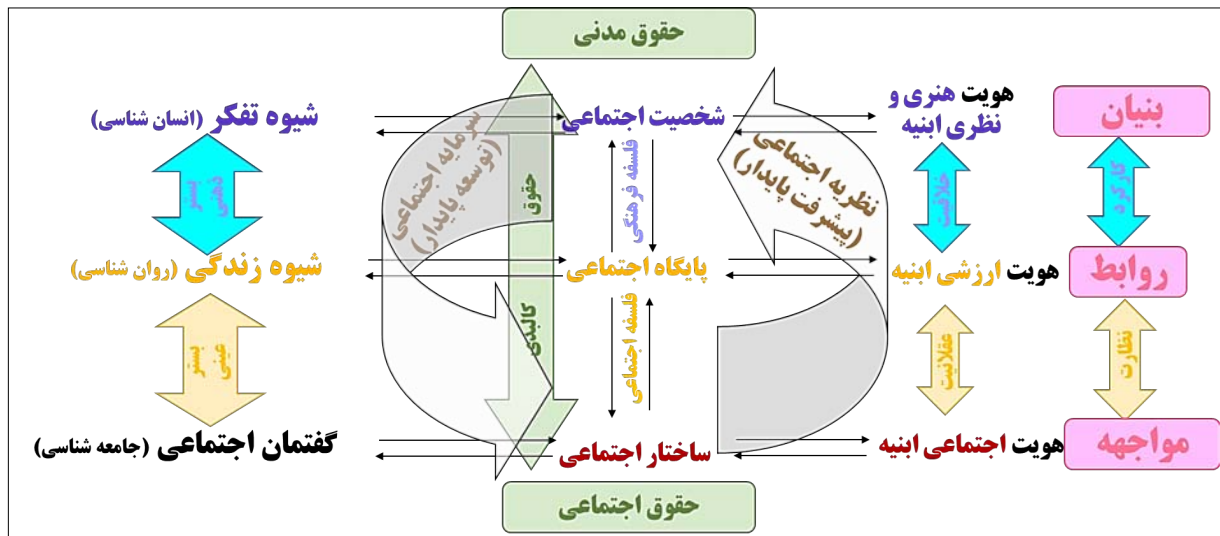 حقوق مدنی
بنیان
هویت هنری و
نظری ابنیه
شخصیت اجتماعی
شیوه تفکر (انسان شناسی)
کارکرد
خلاقیت
نظریه اجتماعی
(پیشرفت پایدار)
فلسفه فرهنگی
حقوق
سرمایه اجتماعی
(توسعه پایدار)
بستر
ذهنی
روابط
هویت ارزشی ابنیه
پایگاه اجتماعی
شیوه زندگی (روان شناسی)
نظارت
عقلانیت
فلسفه اجتماعی
کالبدی
بستر
عینی
مواجهه
هویت اجتماعی ابنیه
ساختار اجتماعی
گفتمان اجتماعی (جامعه شناسی)
حقوق اجتماعی